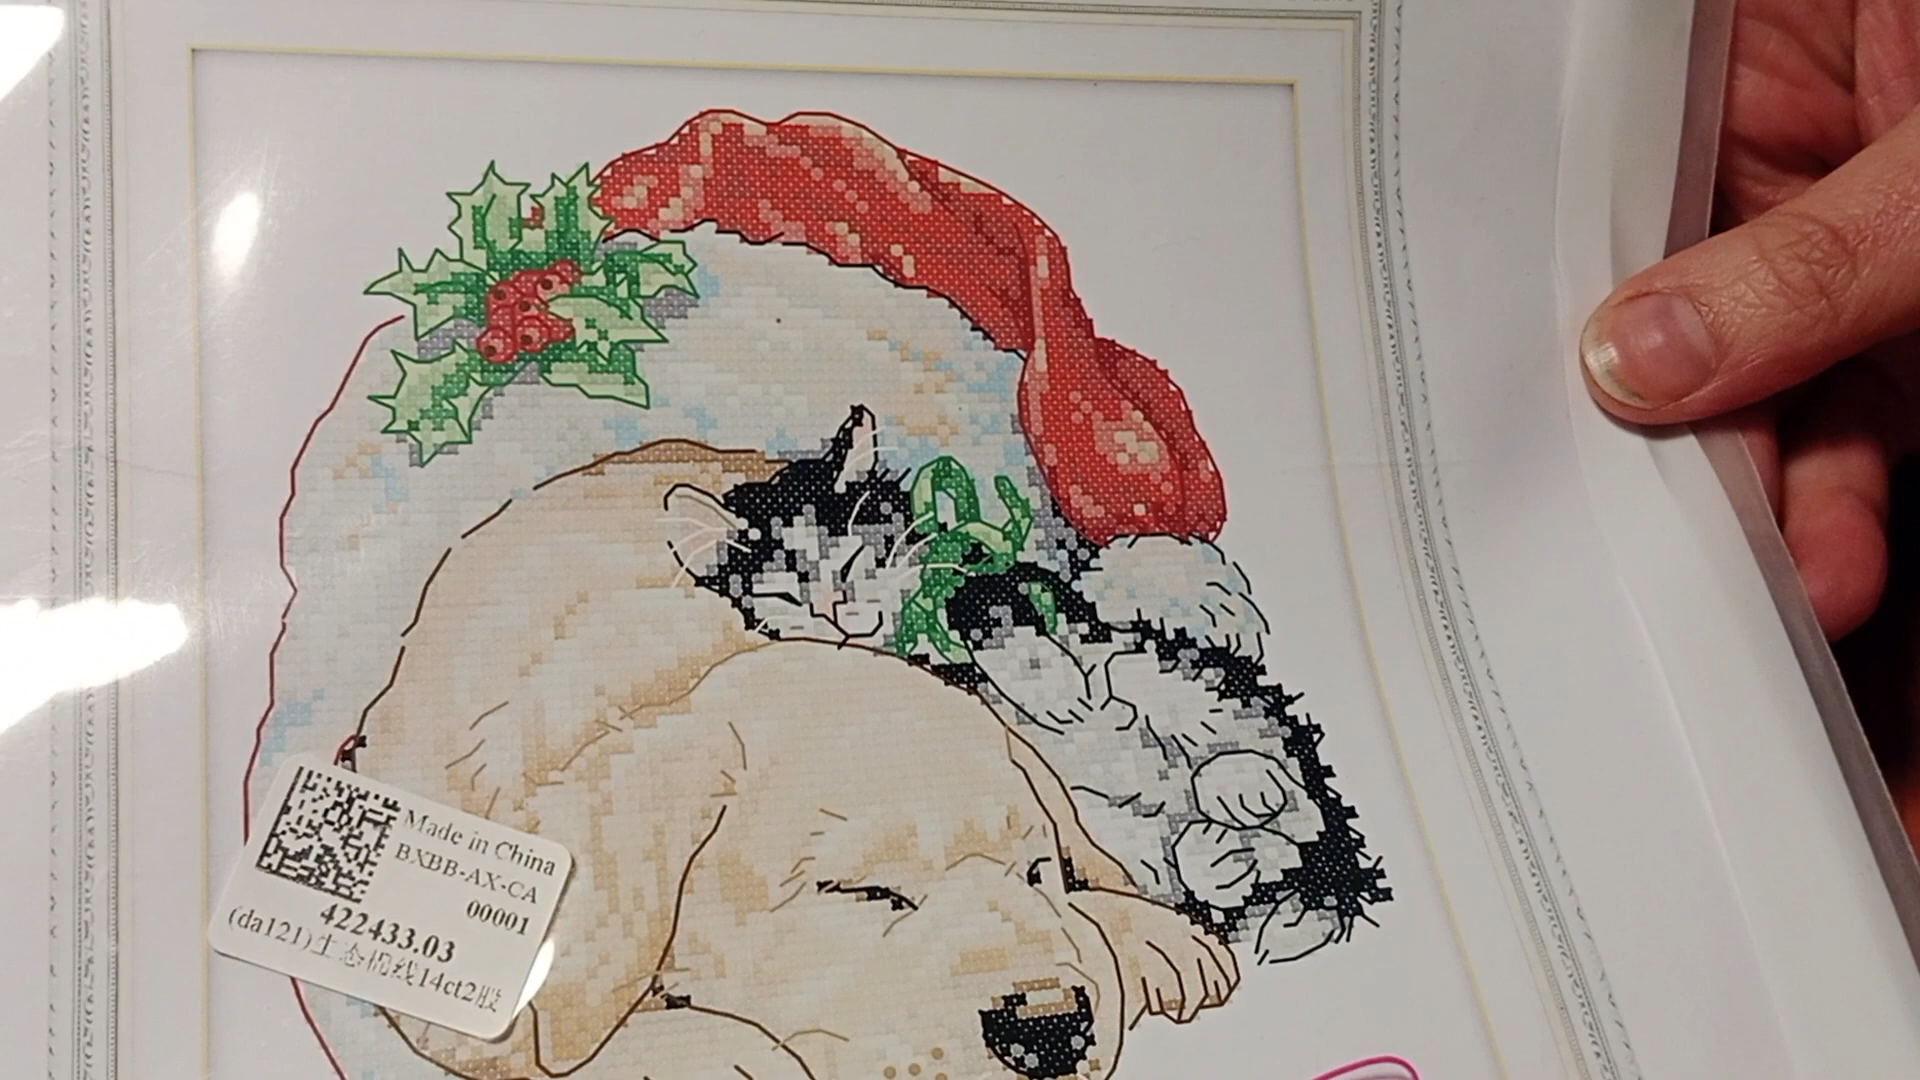 Made in China
BXBB-AX-CA
00001
422433.03
(da121)生态棉线14ct2股